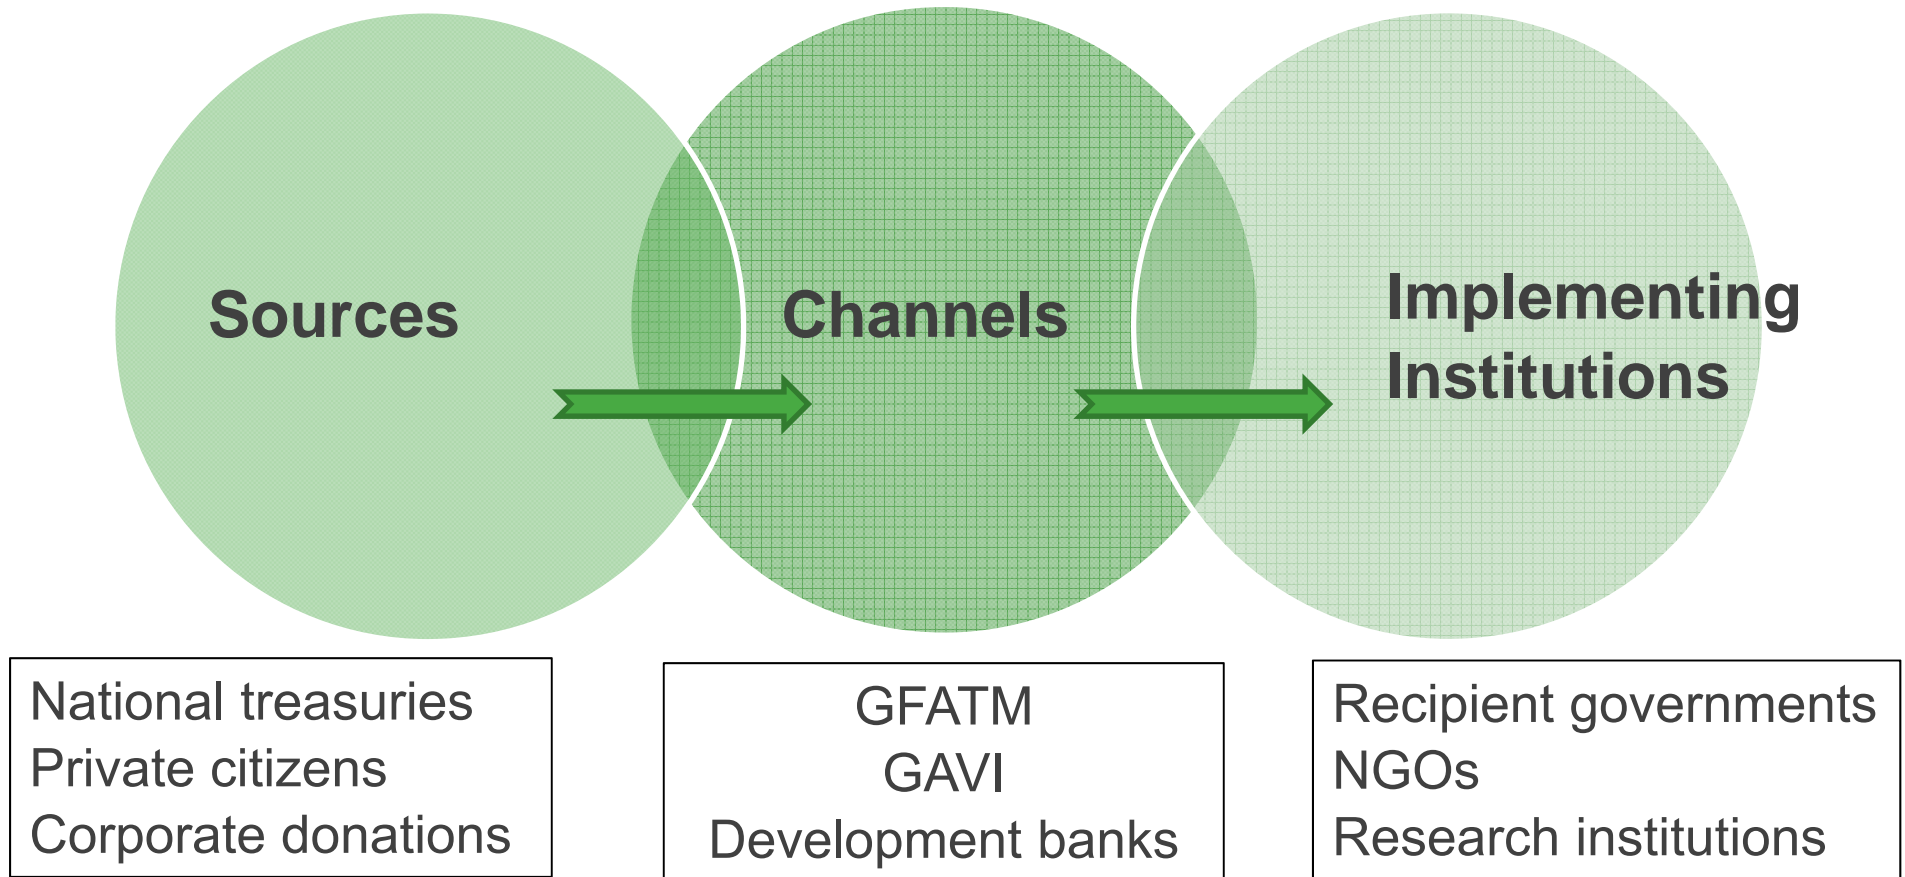 Sources
Channels
Implementing
Institutions
National treasuries
Private citizens
Corporate donations
GFATM
GAVI
Development banks
Recipient governments
NGOs
Research institutions